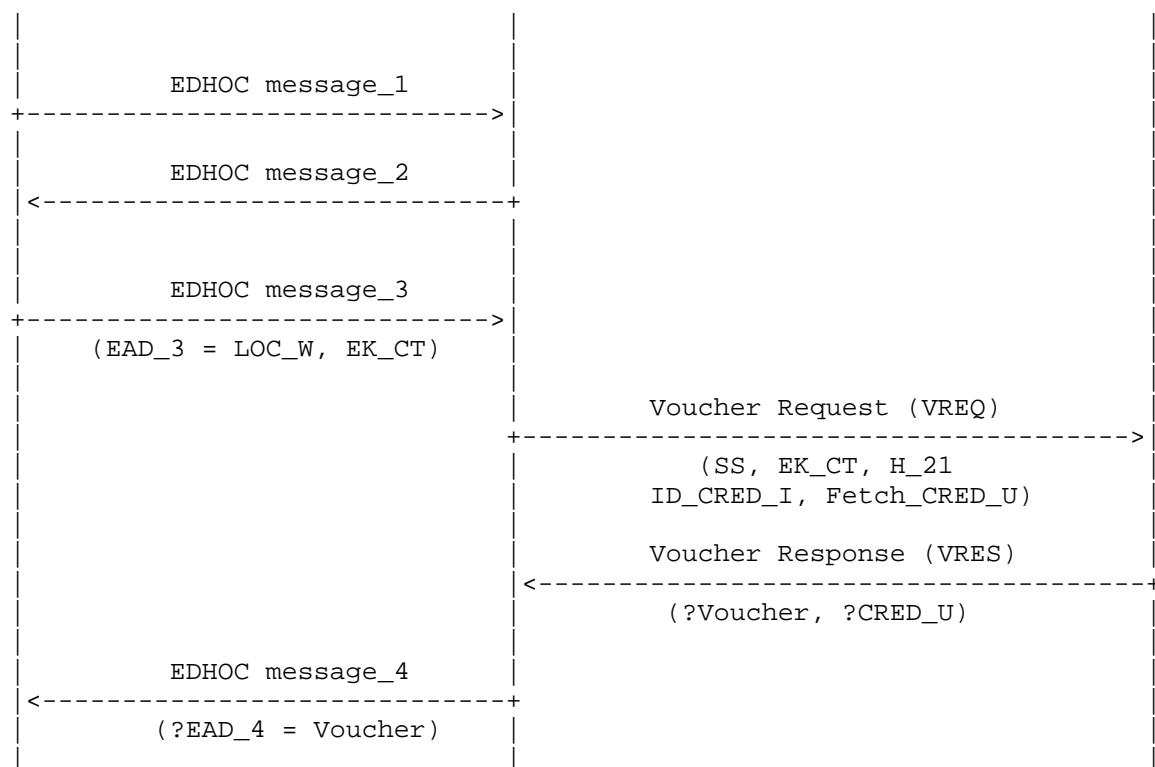 EDHOC message_1
EDHOC message_2
EDHOC message_3
(EAD_3 = LOC_W, EK_CT)
Voucher Request (VREQ)
(SS, EK_CT, H_21
ID_CRED_I, Fetch_CRED_U)
Voucher Response (VRES)
(?Voucher, ?CRED_U)
EDHOC message_4
(?EAD_4 = Voucher)